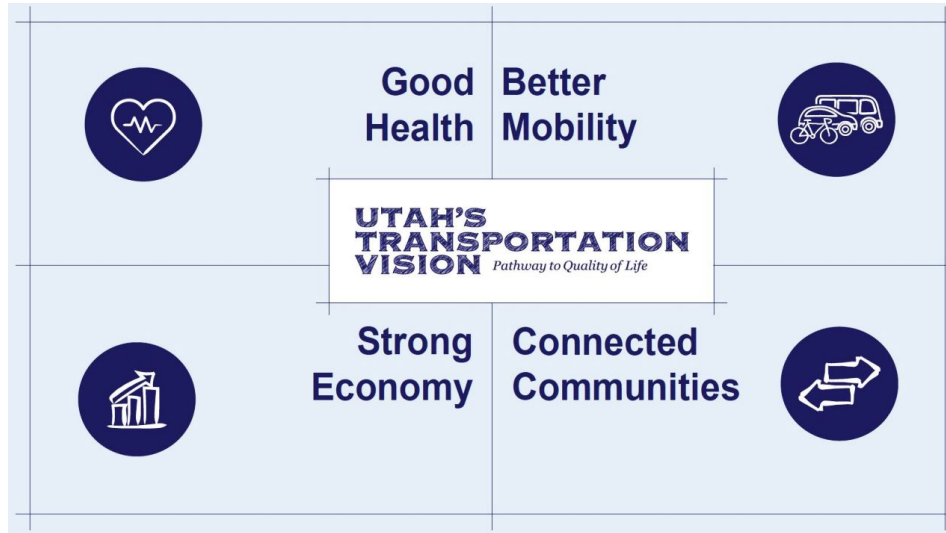 Good
Health
Better
Mobility
UTAH'S
TRANSPORTATION
VISION Pathway to Quality of Life
Strong
Economy
Connected
Communities